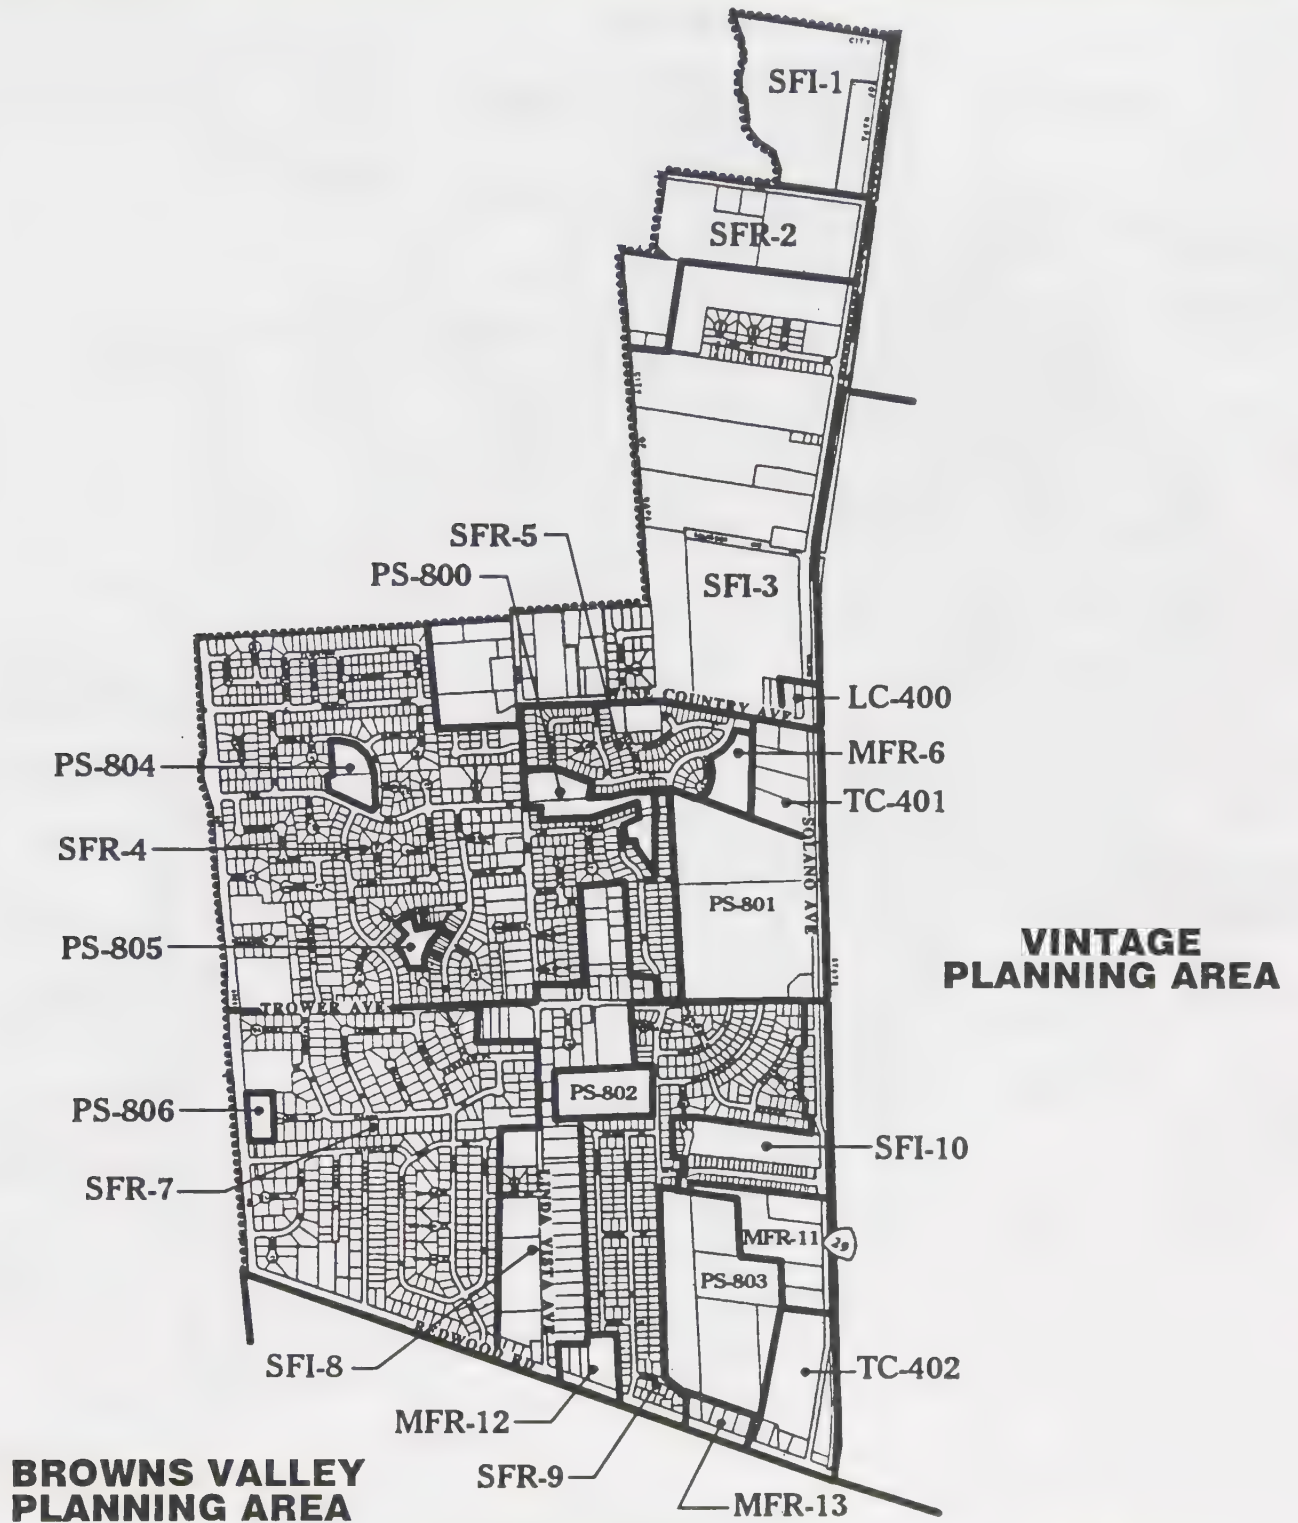 CITY
SFI-1
SFR-2
SFR-5
PS-800
SFI-3
WINE COUNTRY AVE
LC-400
MFR-6
PS-804
TC-401
SOLANO AVE
SFR-4
PS-801
PS-805
VINTAGE
PLANNING AREA
TROWER AVE
PS-802
PS-806
SFI-10
SFR-7
LINDA VISTA AVE
MFR-11
29
PS-803
REDWOOD RD
SFI-8
TC-402
MFR-12
SFR-9
MFR-13
BROWNS VALLEY
PLANNING AREA